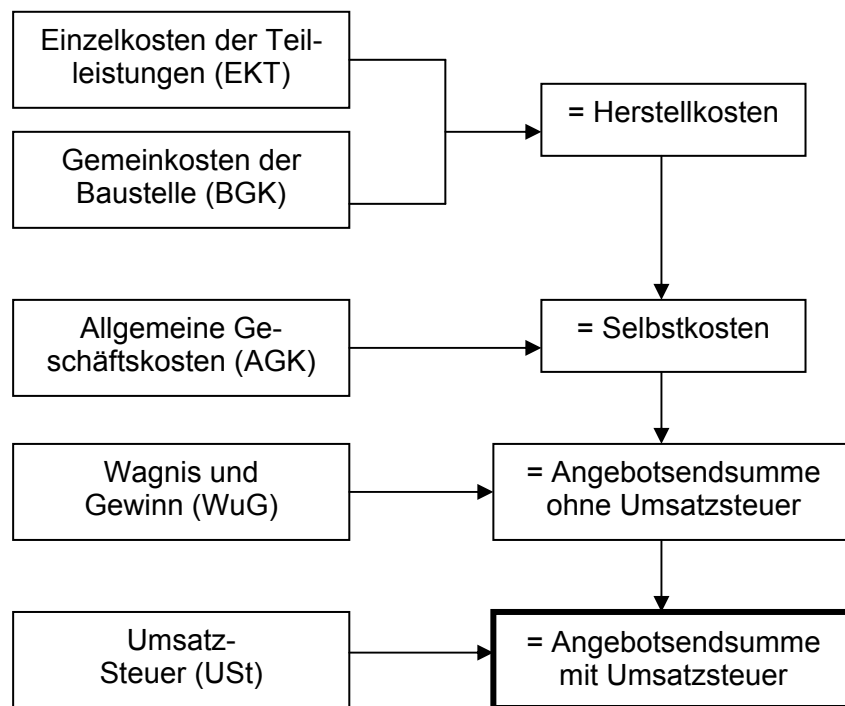 Einzelkosten der Teil-
leistungen (EKT)
= Herstellkosten
Gemeinkosten der
Baustelle (BGK)
Allgemeine Ge-
schäftskosten (AGK)
= Selbstkosten
Wagnis und
Gewinn (WuG)
= Angebotsendsumme
ohne Umsatzsteuer
Umsatz-
Steuer (USt)
= Angebotsendsumme
mit Umsatzsteuer